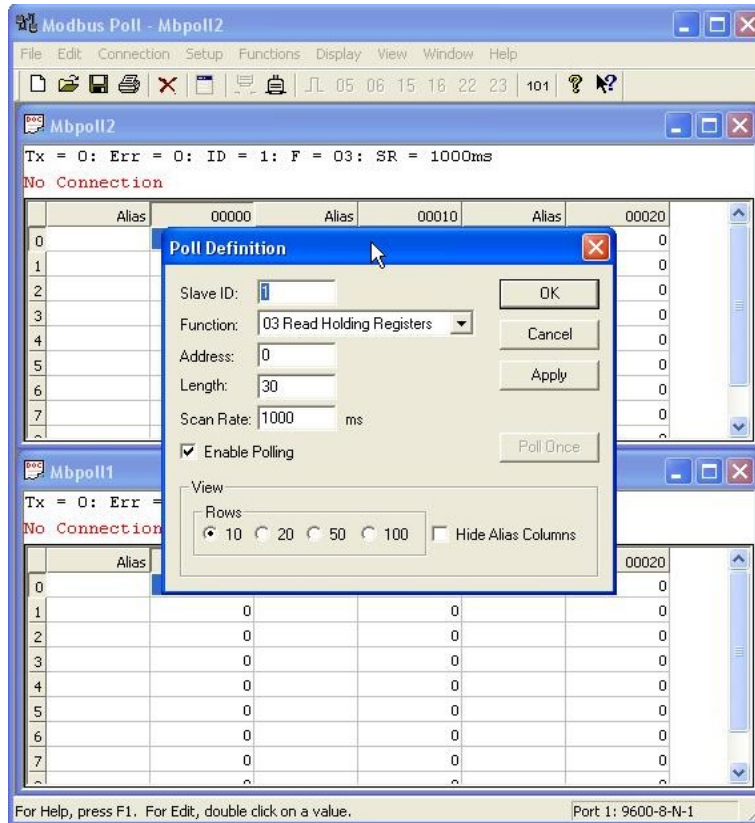 Modbus Poll - Mbpoll2
File Edit Connection Setup Functions Display View Window Help
05 06 15 16 22 23 101
Mbpoll2
Tx = 0: Err = 0: ID = 1: F = 03: SR = 1000ms
No Connection
Alias 00000 Alias 00010 Alias 00020
0 0
1 0
2 0
3 0
4 0
5 0
6 0
7 0
Poll Definition
Slave ID: 1
OK
Function: 03 Read Holding Registers
Cancel
Address: 0
Apply
Length: 30
Scan Rate: 1000 ms
Enable Polling
Poll Once
View
Rows
10 20 50 100 Hide Alias Columns
Mbpoll1
Tx = 0: Err =
No Connection
Alias 00020
0 0
1 0 0 0
2 0 0 0
3 0 0 0
4 0 0 0
5 0 0 0
6 0 0 0
7 0 0 0
For Help, press F1. For Edit, double click on a value. Port 1: 9600-8-N-1